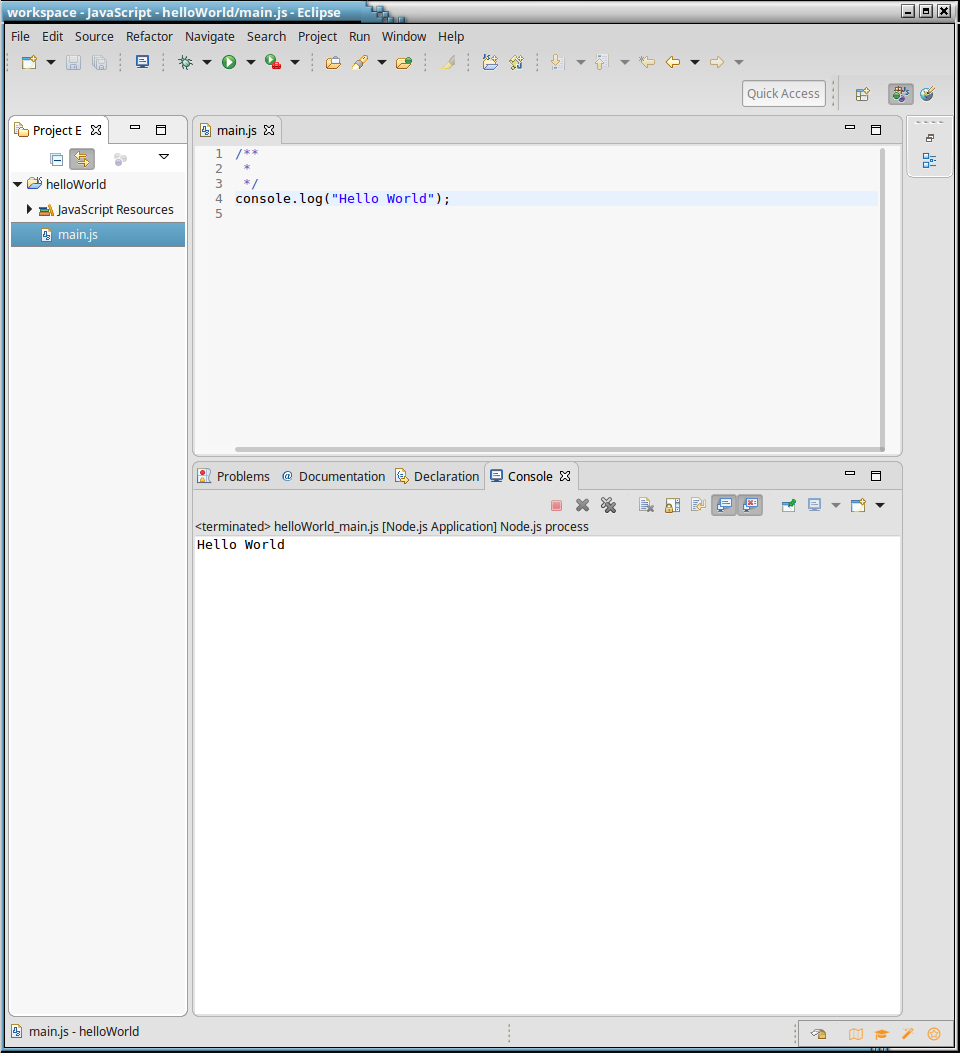 workspace - JavaScript - helloWorld/main.js - Eclipse
File Edit Source Refactor Navigate Search Project Run Window Help
Quick Access
Project E
main.js
helloWorld
JavaScript Resources
main.js
1 /**
2 *
3 */
4 console.log("Hello World");
5
Problems @ Documentation Declaration Console
<terminated> helloWorld_main.js [Node.js Application] Node.js process
Hello World
main.js - helloWorld